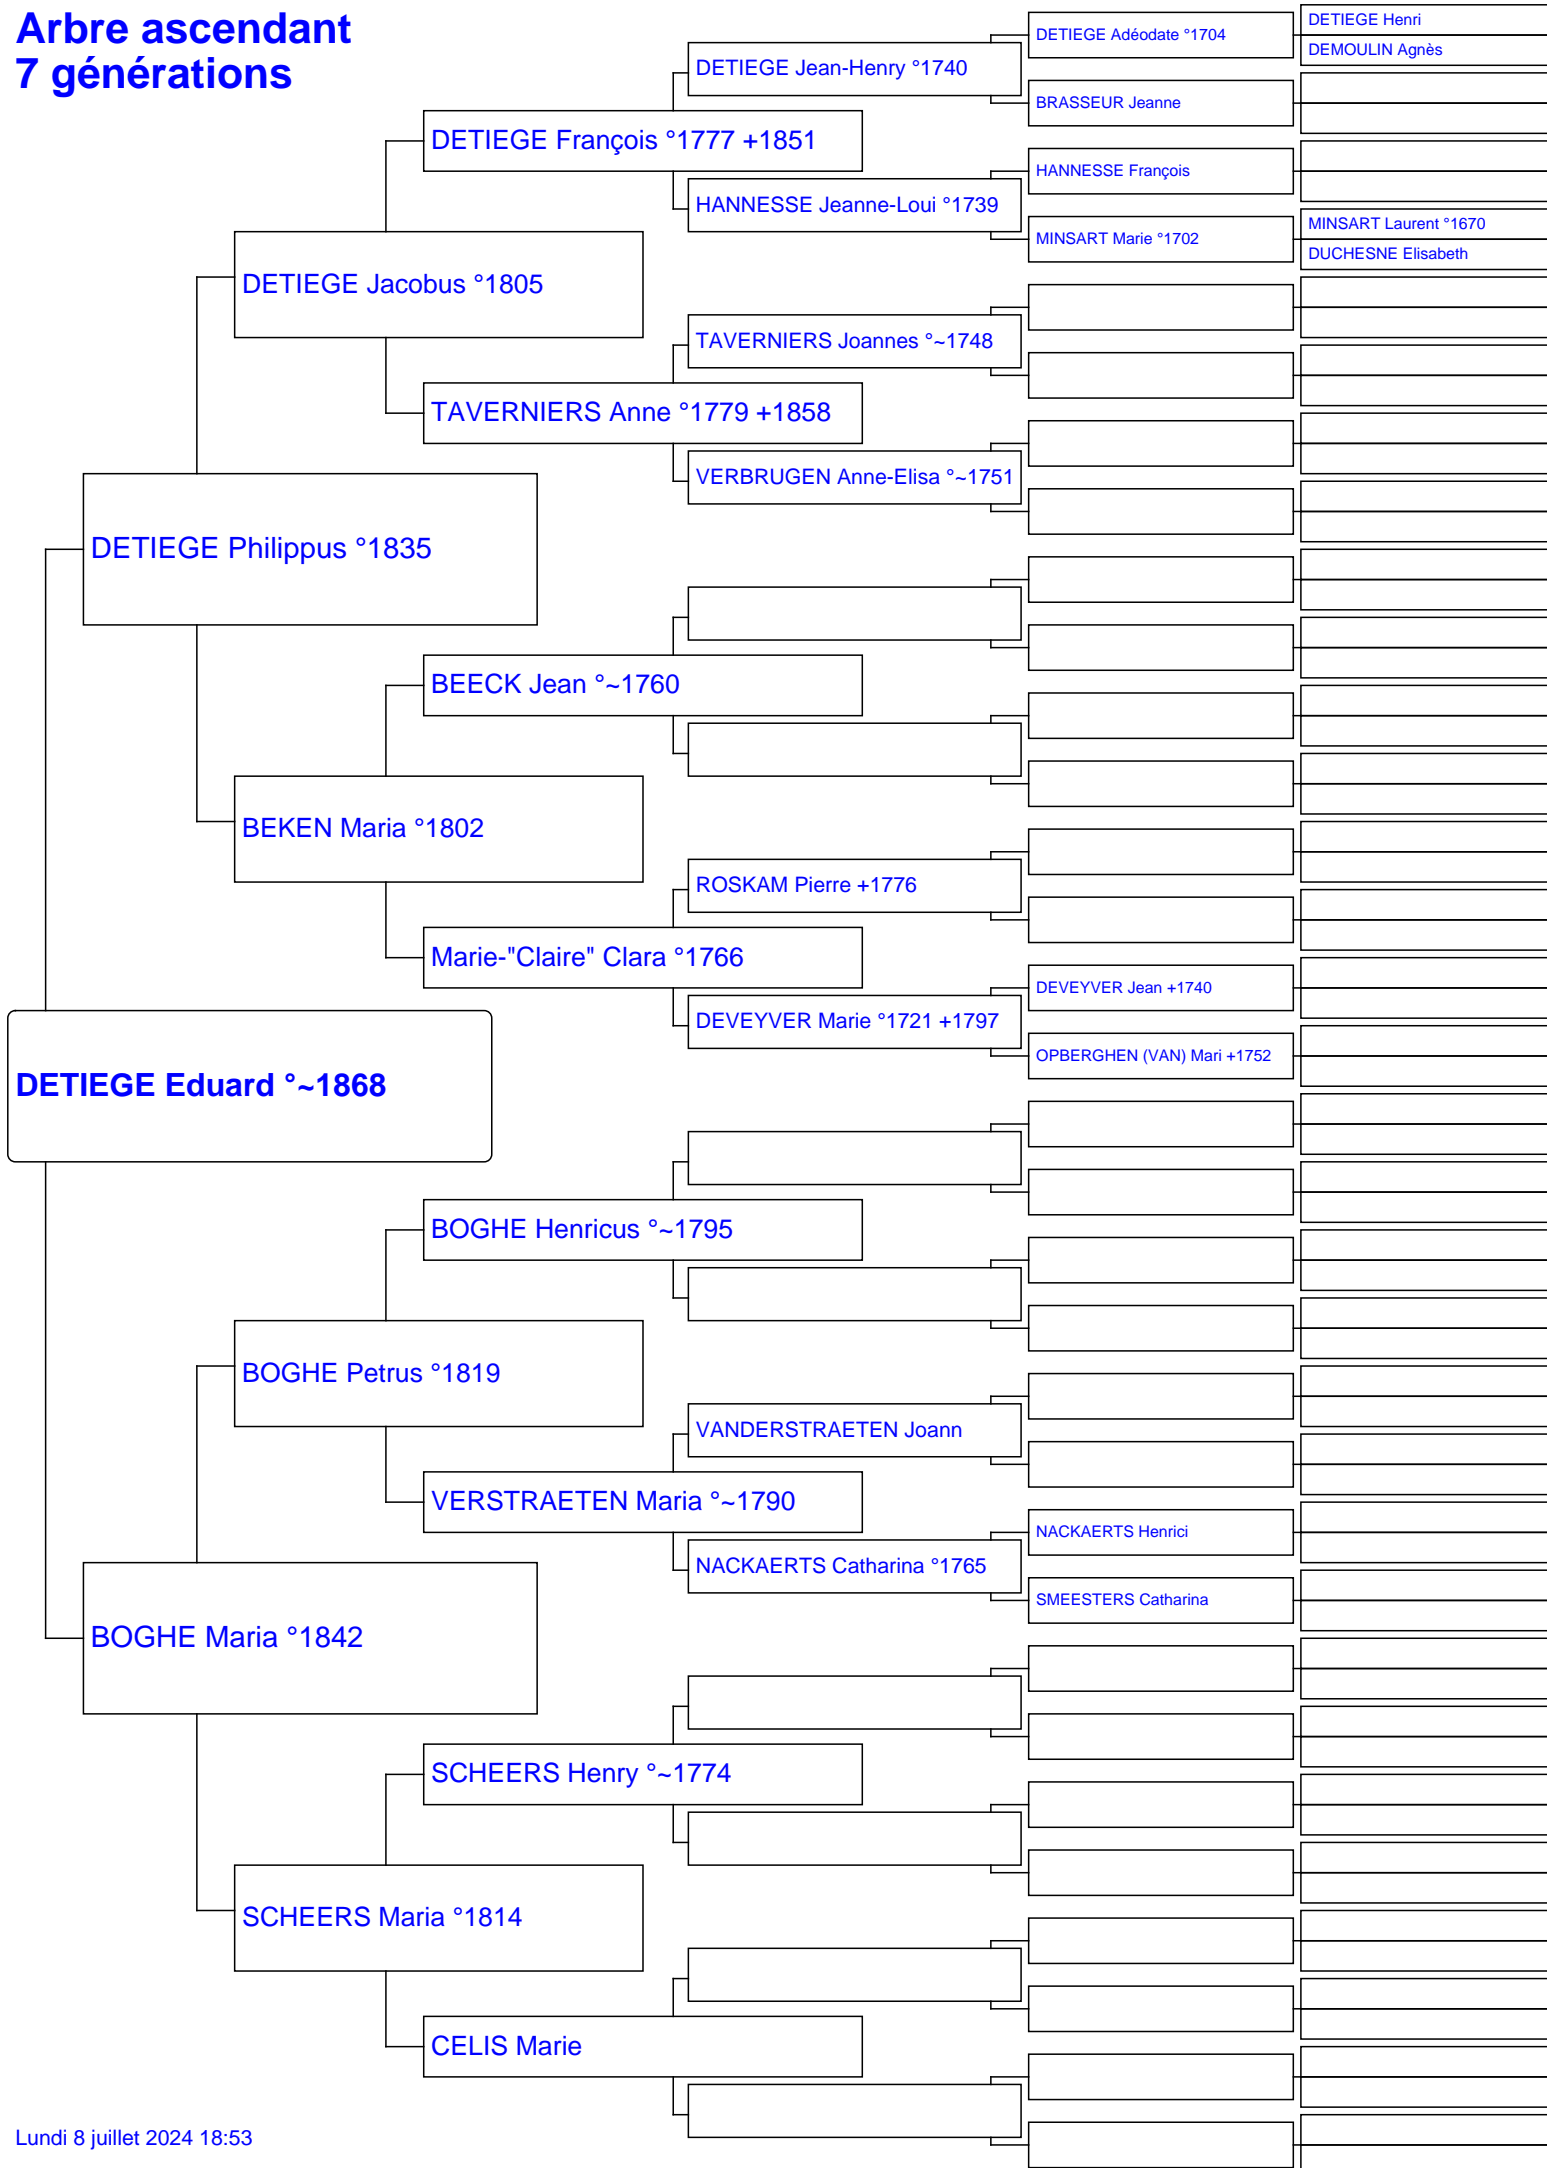 Arbre ascendant
7 générations
DETIEGE Eduard °~1868
DETIEGE Philippus °1835
BOGHE Maria °1842
DETIEGE Jacobus °1805
BEKEN Maria °1802
BOGHE Petrus °1819
SCHEERS Maria °1814
DETIEGE François °1777 +1851
TAVERNIERS Anne °1779 +1858
BEECK Jean °~1760
Marie-"Claire" Clara °1766
BOGHE Henricus °~1795
VERSTRAETEN Maria °~1790
SCHEERS Henry °~1774
CELIS Marie
DETIEGE Jean-Henry °1740
HANNESSE Jeanne-Loui °1739
TAVERNIERS Joannes °~1748
VERBRUGEN Anne-Elisa °~1751
ROSKAM Pierre +1776
DEVEYVER Marie °1721 +1797
VANDERSTRAETEN Joann
NACKAERTS Catharina °1765
DETIEGE Adéodate °1704
BRASSEUR Jeanne
HANNESSE François
MINSART Marie °1702
DEVEYVER Jean +1740
OPBERGHEN (VAN) Mari +1752
NACKAERTS Henrici
SMEESTERS Catharina
DETIEGE Henri
DEMOULIN Agnès
MINSART Laurent °1670
DUCHESNE Elisabeth
Lundi 8 juillet 2024 18:53